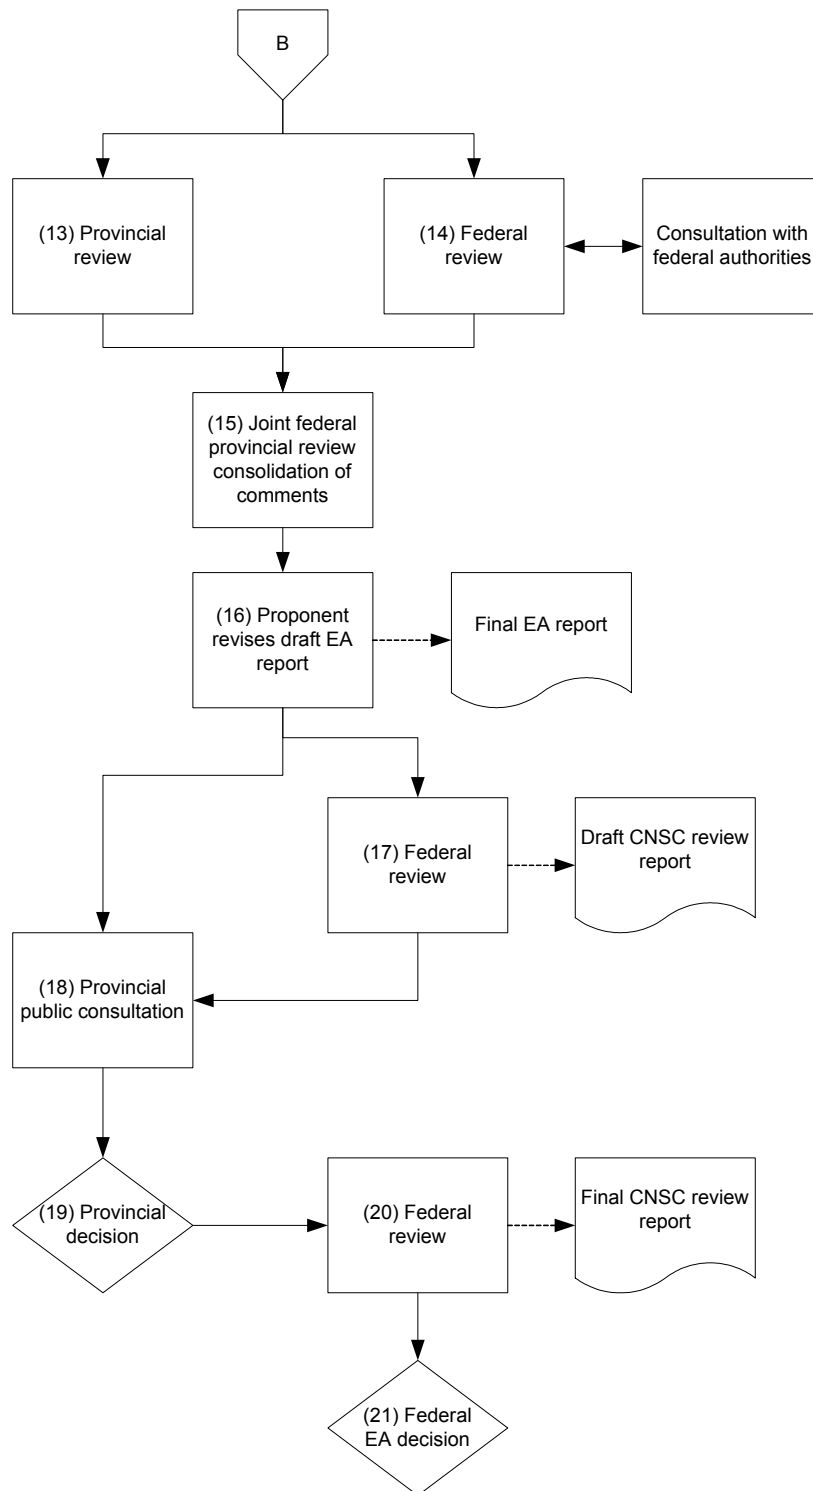 B
(13) Provincial
review
(14) Federal
review
Consultation with
federal authorities
(15) Joint federal
provincial review
consolidation of
comments
(16) Proponent
revises draft EA
report
Final EA report
(17) Federal
review
Draft CNSC review
report
(18) Provincial
public consultation
(19) Provincial
decision
(20) Federal
review
Final CNSC review
report
(21) Federal
EA decision